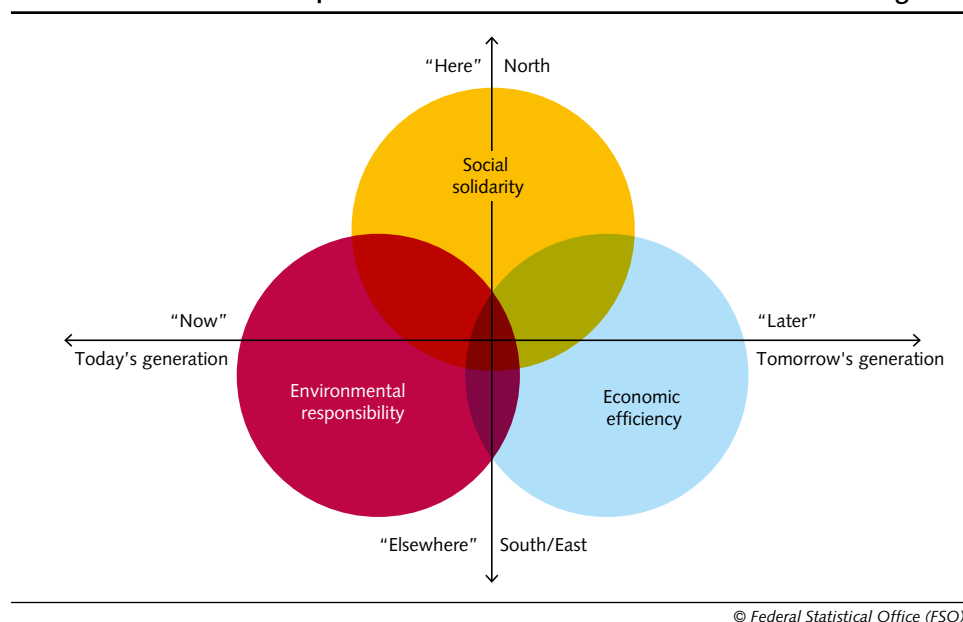 “Here” North
Social
solidarity
“Now” “Later”
Today's generation Tomorrow's generation
Environmental
responsibility
Economic
efficiency
“Elsewhere” South/East
© Federal Statistical Office (FSO)